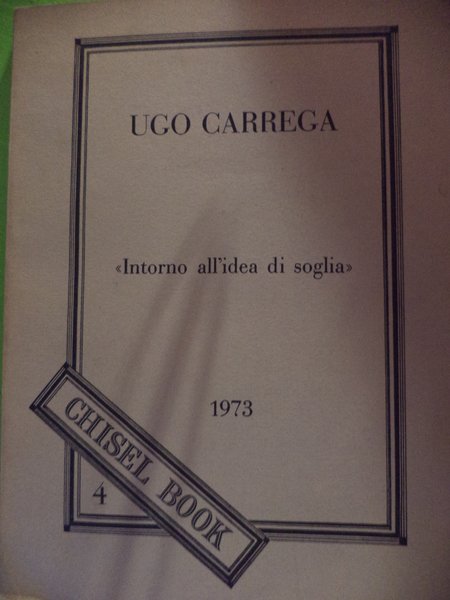 UGO CARREGA
«Intorno all'idea di soglia»
1973
CHISEL BOOK
4